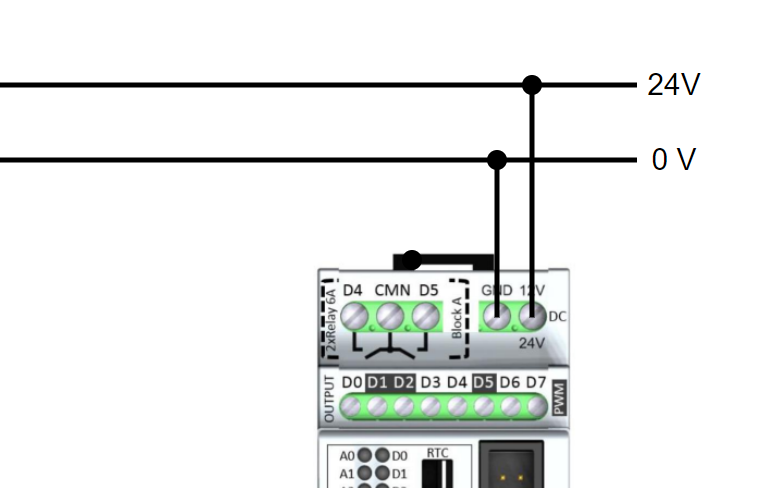 24V
0 V
D4 CMN D5
GND 12V
2xRelay 6A
Block A
DC
24V
OUTPUT
D0 D1 D2 D3 D4 D5 D6 D7
PWM
A0 D0
RTC
A1 D1